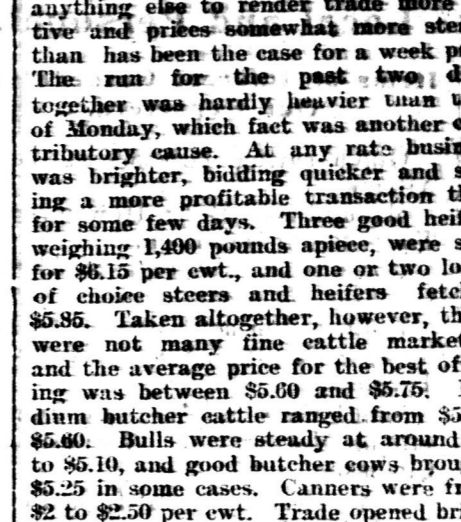 anything else to render trade more
tive and prices somewhat more stea
than has been the case for a week p
The run for the past two d
together was hardly heavier than
of Monday, which fact was another c
tributory cause. At any rate busin
was brighter, bidding quicker and s
ing a more profitable transaction th
for some few days. Three good heif
weighing 1,400 pounds apiece, were s
for $6.15 per cwt., and one or two lo
of choice steers and heifers fetc
$5.85. Taken altogether, however, th
were not many fine cattle market
and the average price for the best of
ing was between $5.60 and $5.75.
dium butcher cattle ranged from $5
$5.60. Bulls were steady at around
to $5.10, and good butcher cows brou
$5.25 in some cases. Canners were fr
$2 to $2.50 per cwt. Trade opened bri